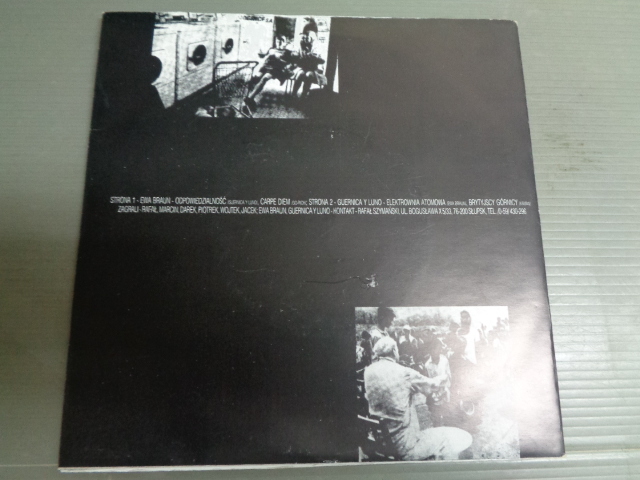 STRONA 1 - EWA BRAUN - ODPOWIEDZIALNOŚĆ (GUERNICA Y LUNO), CARPE DIEM STRONA 2 - GUERNICA Y LUNO - ELEKTROWNIA ATOMOWA (EWA BRAUN), BRYTYJSCY GÓRNICY
ZAGRALI - RAFAŁ, MARCIN, DAREK, PIOTREK, WOJTEK, JACEK; EWA BRAUN, GUERNICA Y LUNO - KONTAKT - RAFAŁ SZYMAŃSKI, UL. BOGUSŁAWA X 5/33, 76-200 SŁUPSK, TEL. (0-59) 430-296